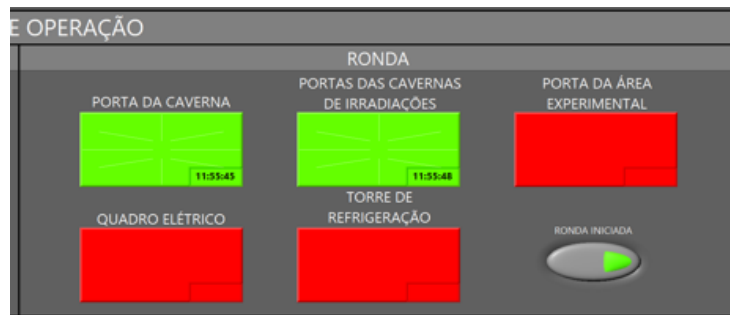 E OPERAÇÃO
RONDA
PORTA DA CAVERNA
PORTAS DAS CAVERNAS
DE IRRADIAÇÕES
PORTA DA ÁREA
EXPERIMENTAL
11:55:45
11:55:48
QUADRO ELÉTRICO
TORRE DE
REFRIGERAÇÃO
RONDA INICIADA